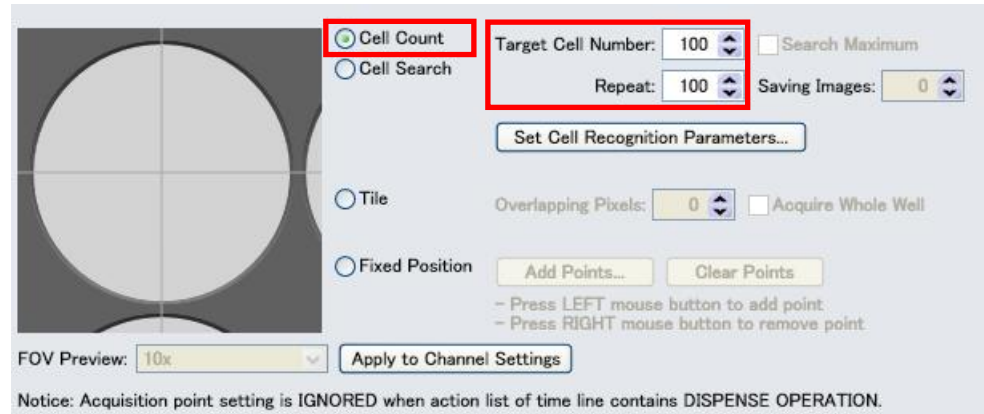 Cell Count
Target Cell Number: 100
Search Maximum
Cell Search
Repeat: 100
Saving Images: 0
Set Cell Recognition Parameters...
Tile
Overlapping Pixels: 0
Acquire Whole Well
Fixed Position
Add Points...
Clear Points
- Press LEFT mouse button to add point
- Press RIGHT mouse button to remove point
FOV Preview: 10x
Apply to Channel Settings
Notice: Acquisition point setting is IGNORED when action list of time line contains DISPENSE OPERATION.